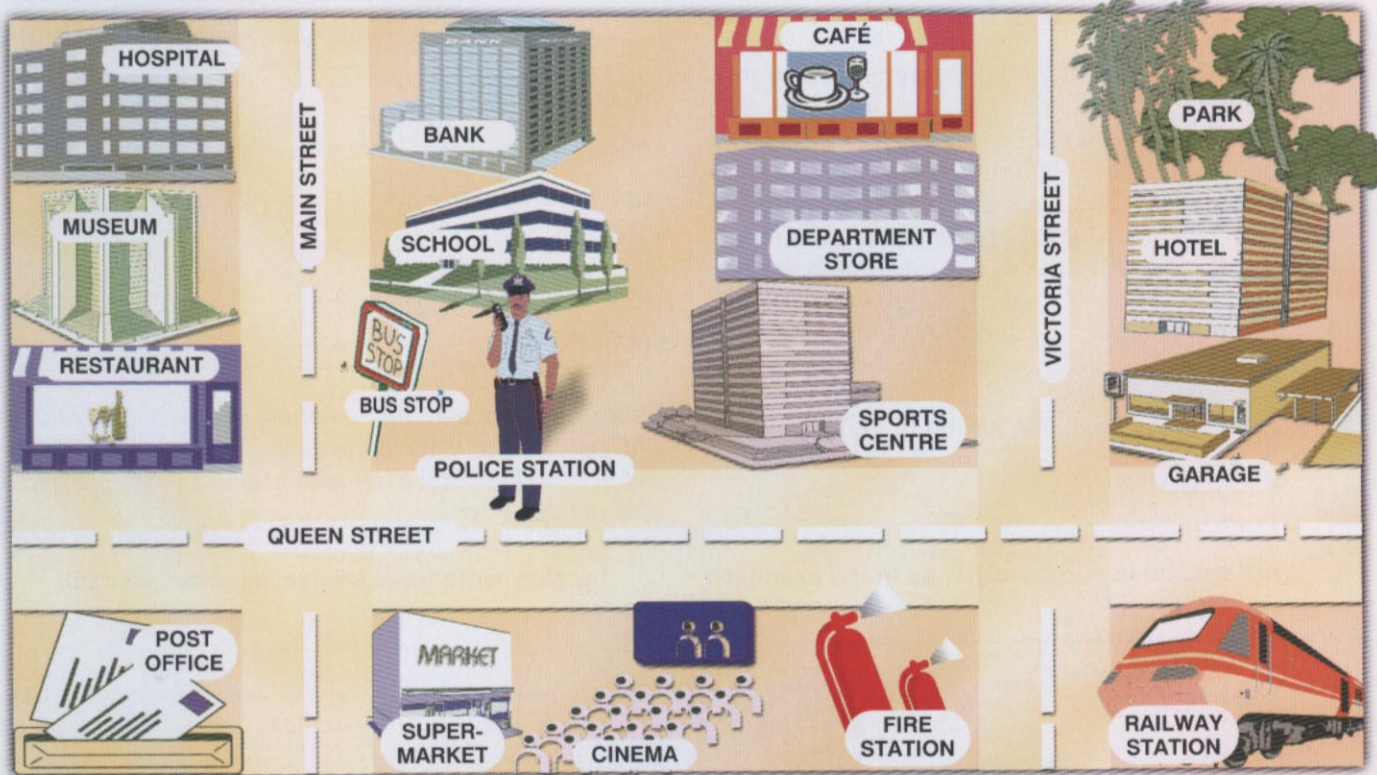 HOSPITAL
MAIN STREET
BANK
BANK
CAFÉ
VICTORIA STREET
PARK
MUSEUM
SCHOOL
DEPARTMENT
STORE
HOTEL
RESTAURANT
BUS
STOP
BUS STOP
POLICE STATION
SPORTS
CENTRE
GARAGE
QUEEN STREET
POST
OFFICE
MARKET
SUPER-
MARKET
CINEMA
FIRE
STATION
RAILWAY
STATION